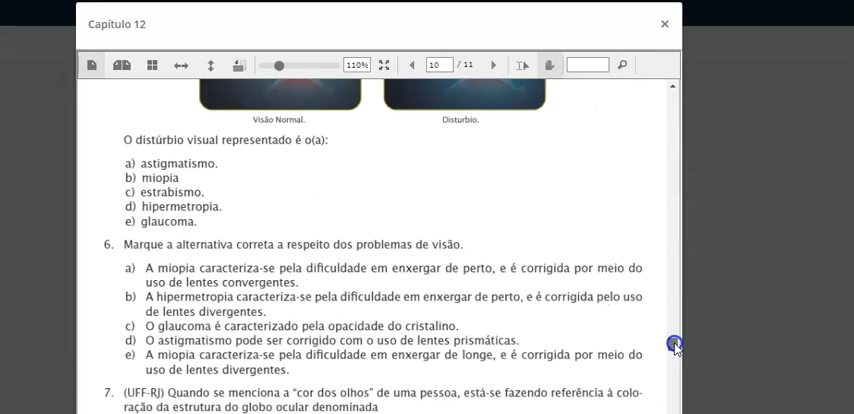 Capítulo 12
×
110%
10 / 11
Visão Normal.
Disturbio.
O distúrbio visual representado é o(a):
a) astigmatismo.
b) miopia
c) estrabismo.
d) hipermetropia.
e) glaucoma.
6. Marque a alternativa correta a respeito dos problemas de visão.
a) A miopia caracteriza-se pela dificuldade em enxergar de perto, e é corrigida por meio do
uso de lentes convergentes.
b) A hipermetropia caracteriza-se pela dificuldade em enxergar de perto, e é corrigida pelo uso
de lentes divergentes.
c) O glaucoma é caracterizado pela opacidade do cristalino.
d) O astigmatismo pode ser corrigido com o uso de lentes prismáticas.
e) A miopia caracteriza-se pela dificuldade em enxergar de longe, e é corrigida por meio do
uso de lentes divergentes.
7. (UFF-RJ) Quando se menciona a “cor dos olhos” de uma pessoa, está-se fazendo referência à colo-
ração da estrutura do globo ocular denominada